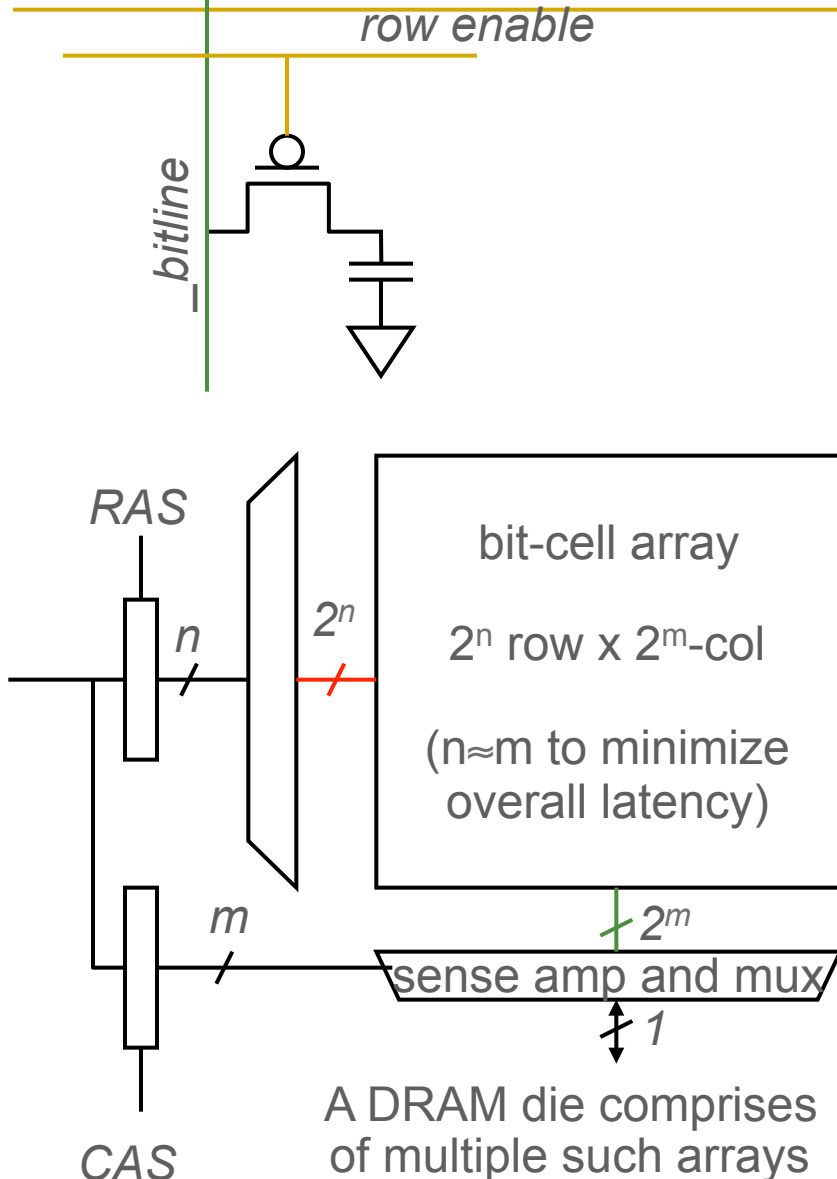 row enable
_bitline
RAS
bit-cell array
n
2ⁿ
2ⁿ row x 2ᵐ-col
(n≈m to minimize
overall latency)
m
2ᵐ
sense amp and mux
1
A DRAM die comprises
of multiple such arrays
CAS